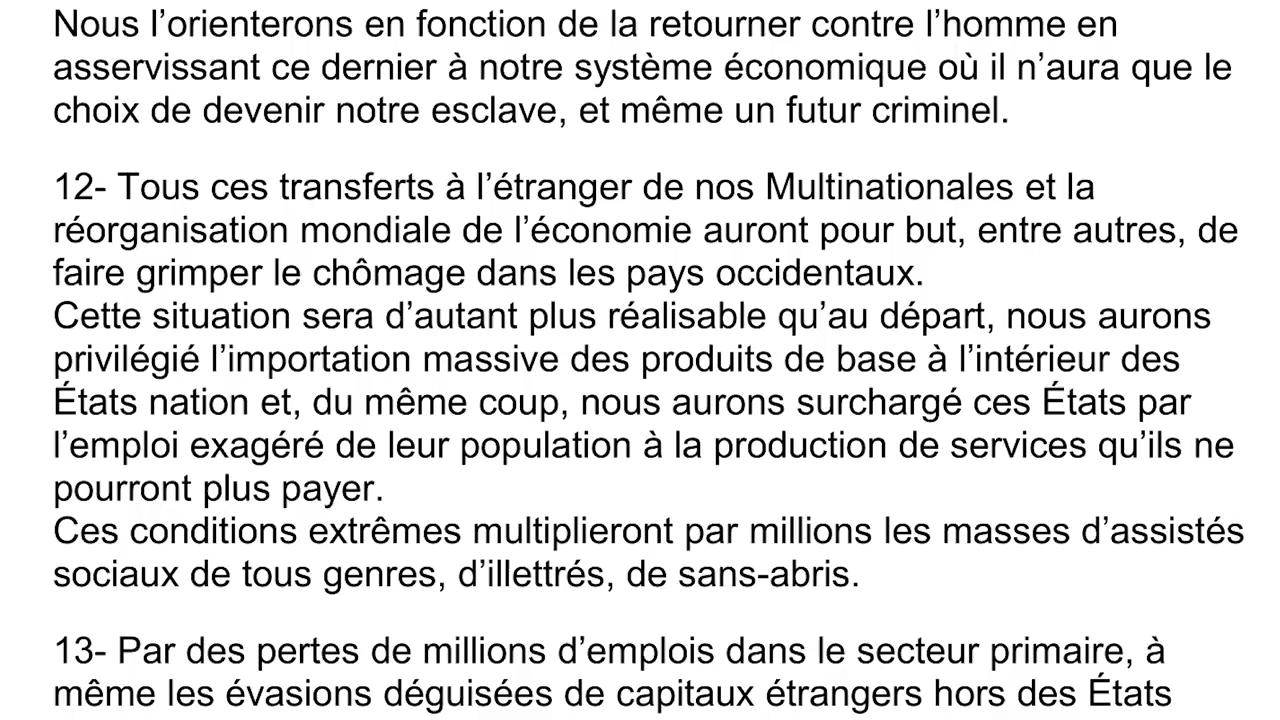 Nous l’orienterons en fonction de la retourner contre l’homme en
asservissant ce dernier à notre système économique où il n’aura que le
choix de devenir notre esclave, et même un futur criminel.
12- Tous ces transferts à l’étranger de nos Multinationales et la
réorganisation mondiale de l’économie auront pour but, entre autres, de
faire grimper le chômage dans les pays occidentaux.
Cette situation sera d’autant plus réalisable qu’au départ, nous aurons
privilégié l’importation massive des produits de base à l’intérieur des
États nation et, du même coup, nous aurons surchargé ces États par
l’emploi exagéré de leur population à la production de services qu’ils ne
pourront plus payer.
Ces conditions extrêmes multiplieront par millions les masses d’assistés
sociaux de tous genres, d’illettrés, de sans-abris.
13- Par des pertes de millions d’emplois dans le secteur primaire, à
même les évasions déguisées de capitaux étrangers hors des États